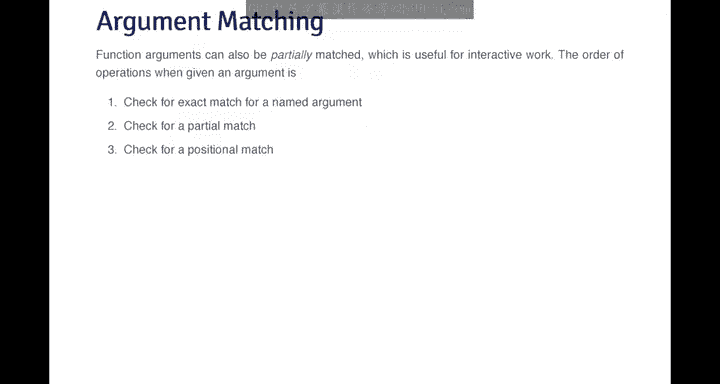 Argument Matching
Function arguments can also be partially matched, which is useful for interactive work. The order of
operations when given an argument is
1. Check for exact match for a named argument
2. Check for a partial match
3. Check for a positional match